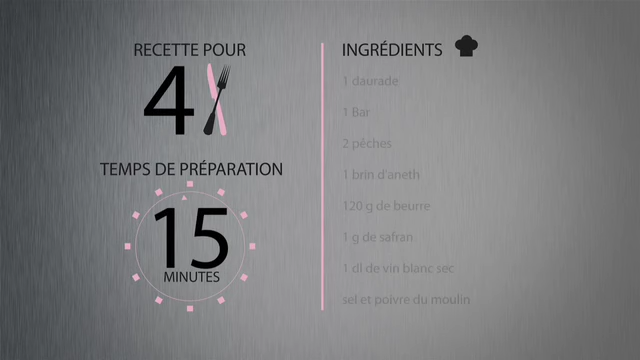 RECETTE POUR
4
TEMPS DE PRÉPARATION
15
MINUTES
INGRÉDIENTS
1 daurade
1 Bar
2 pêches
1 brin d'aneth
120 g de beurre
1 g de safran
1 dl de vin blanc sec
sel et poivre du moulin